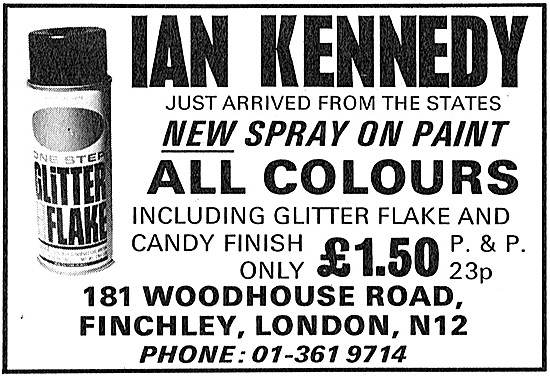 IAN KENNEDY
JUST ARRIVED FROM THE STATES
NEW SPRAY ON PAINT
ALL COLOURS
INCLUDING GLITTER FLAKE AND
CANDY FINISH
ONLY £1.50 P. & P.
23p
181 WOODHOUSE ROAD,
FINCHLEY, LONDON, N12
PHONE: 01-361 9714
ONE STEP
GLITTER
FLAKE